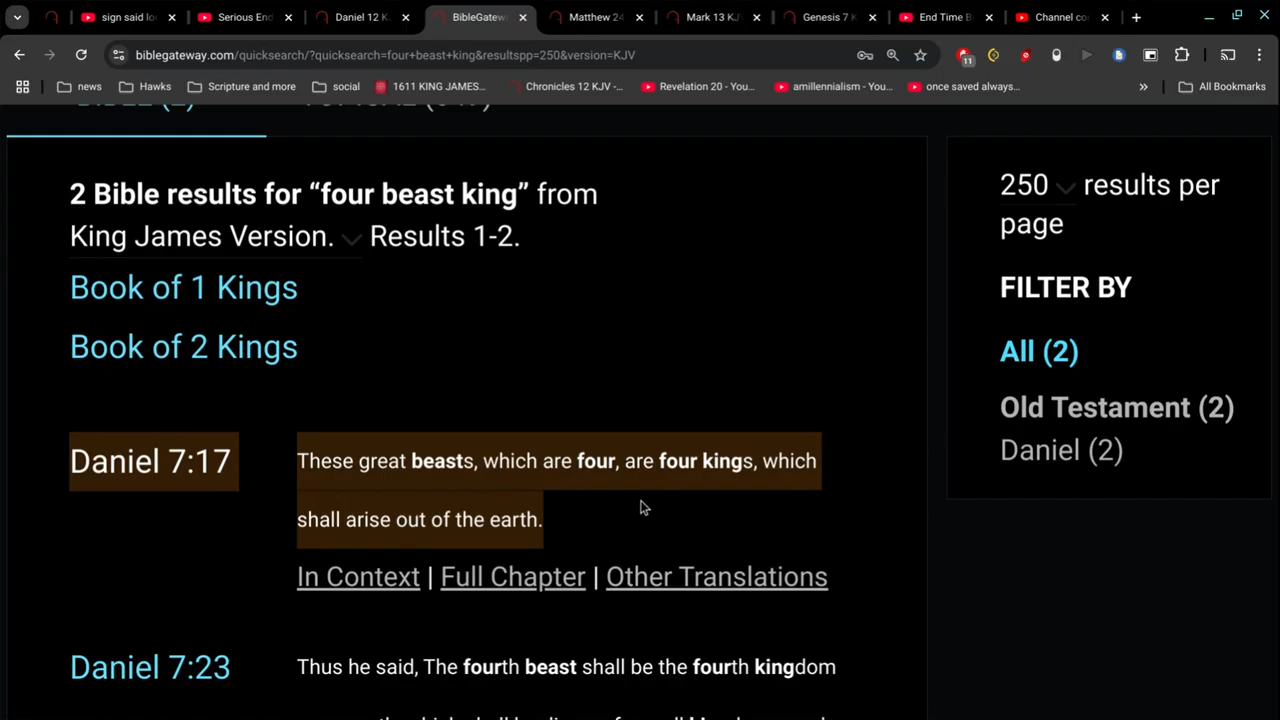 sign said lo
Serious End
Daniel 12 K
BibleGatew
Matthew 24
Mark 13 KJ
Genesis 7 K
End Time B
Channel co
biblegateway.com/quicksearch/?quicksearch=four+beast+king&resultspp=250&version=KJV
11
news
Hawks
Scripture and more
social
1611 KING JAMES...
Chronicles 12 KJV -...
Revelation 20 - You...
amillennialism - You...
once saved always...
All Bookmarks
2 Bible results for “four beast king” from
King James Version. Results 1-2.
Book of 1 Kings
Book of 2 Kings
Daniel 7:17
These great beasts, which are four, are four kings, which
shall arise out of the earth.
In Context | Full Chapter | Other Translations
Daniel 7:23
Thus he said, The fourth beast shall be the fourth kingdom
250 results per
page
FILTER BY
All (2)
Old Testament (2)
Daniel (2)